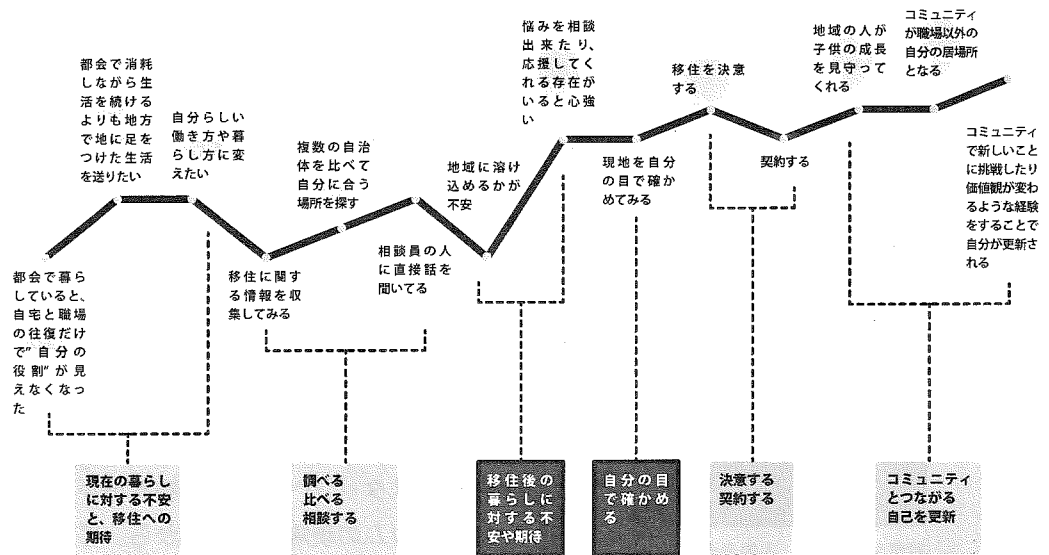 都会で消耗
しながら生
活を続ける
よりも地方
で地に足を
つけた生活
を送りたい
自分らしい
働き方や暮
らし方に変
えたい
複数の自治
体を比べて
自分に合う
場所を探す
地域に溶け
込めるかが
不安
悩みを相談
出来たり、
応援してく
れる存在が
いると心強
い
移住を決意
する
地域の人が
子供の成長
を見守って
くれる
コミュニティ
が職場以外の
自分の居場所
となる
都会で暮ら
していると、
自宅と職場
の往復だけ
で"自分の
役割"が見
えなくなっ
た
移住に関す
る情報を収
集してみる
相談員の人
に直接話を
聞いてる
現地を自分
の目で確か
めてみる
契約する
コミュニティ
で新しいこと
に挑戦したり
価値観が変わ
るような経験
をすることで
自分が更新さ
れる
現在の暮らし
に対する不安
と、移住への
期待
調べる
比べる
相談する
移住後の
暮らしに
対する不
安や期待
自分の目
で確かめ
る
決意する
契約する
コミュニティ
とつながる
自己を更新